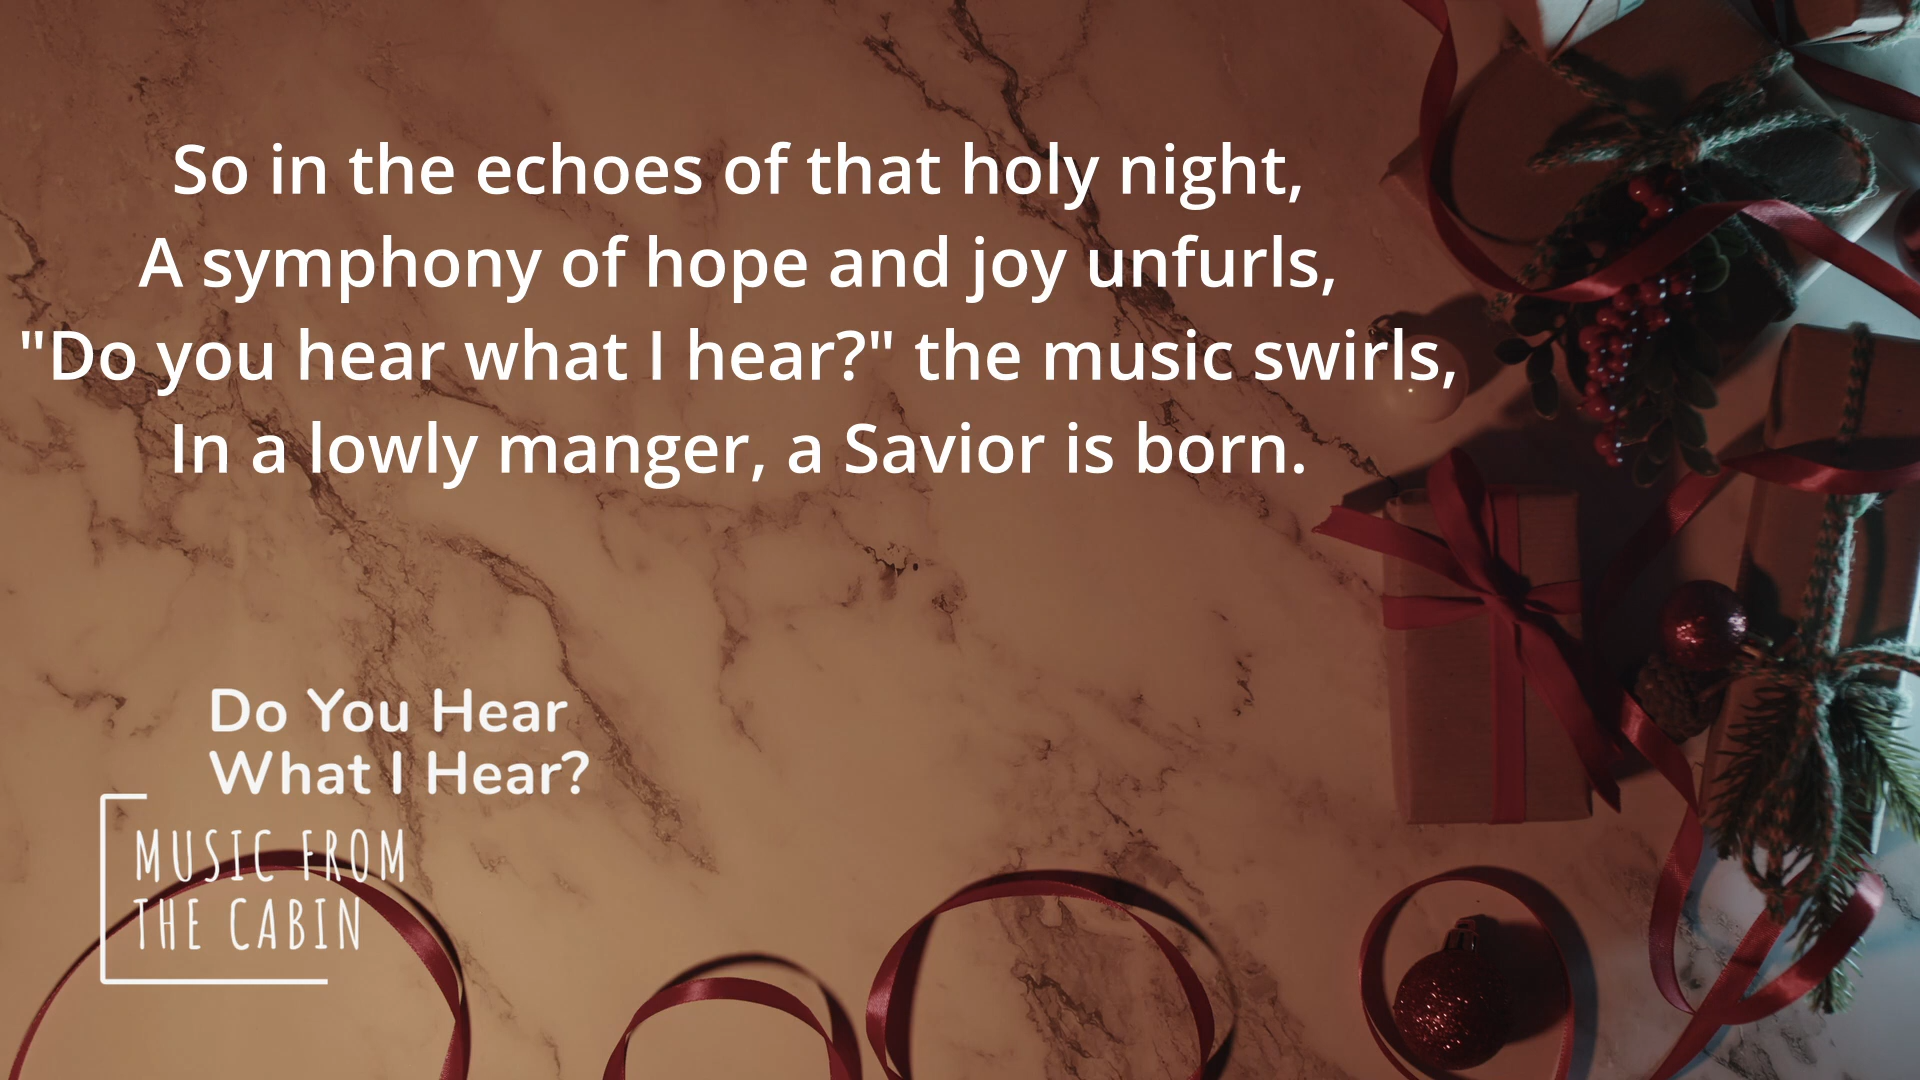 So in the echoes of that holy night,
A symphony of hope and joy unfurls,
"Do you hear what I hear?" the music swirls,
In a lowly manger, a Savior is born.
Do You Hear
What I Hear?
MUSIC FROM
THE CABIN